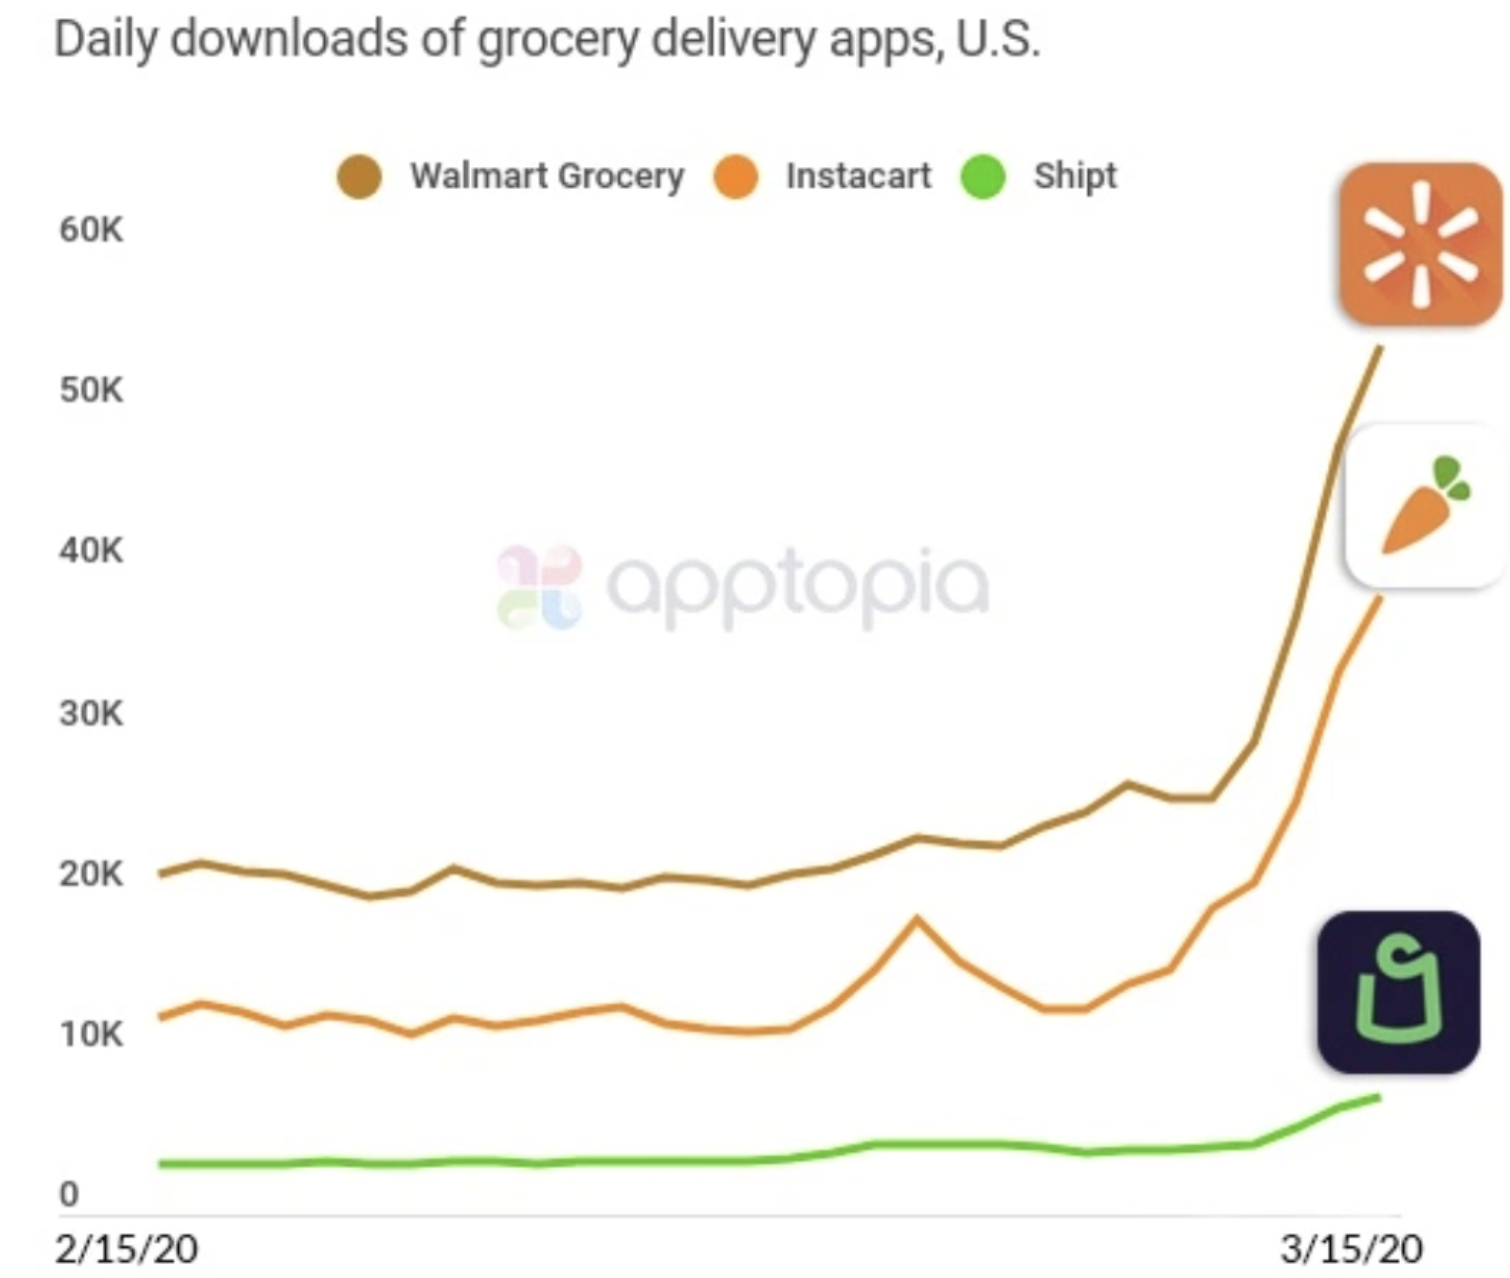 Daily downloads of grocery delivery apps, U.S.
Walmart Grocery Instacart Shipt
60K
50K
40K
apptopia
30K
20K
10K
0
2/15/20 3/15/20